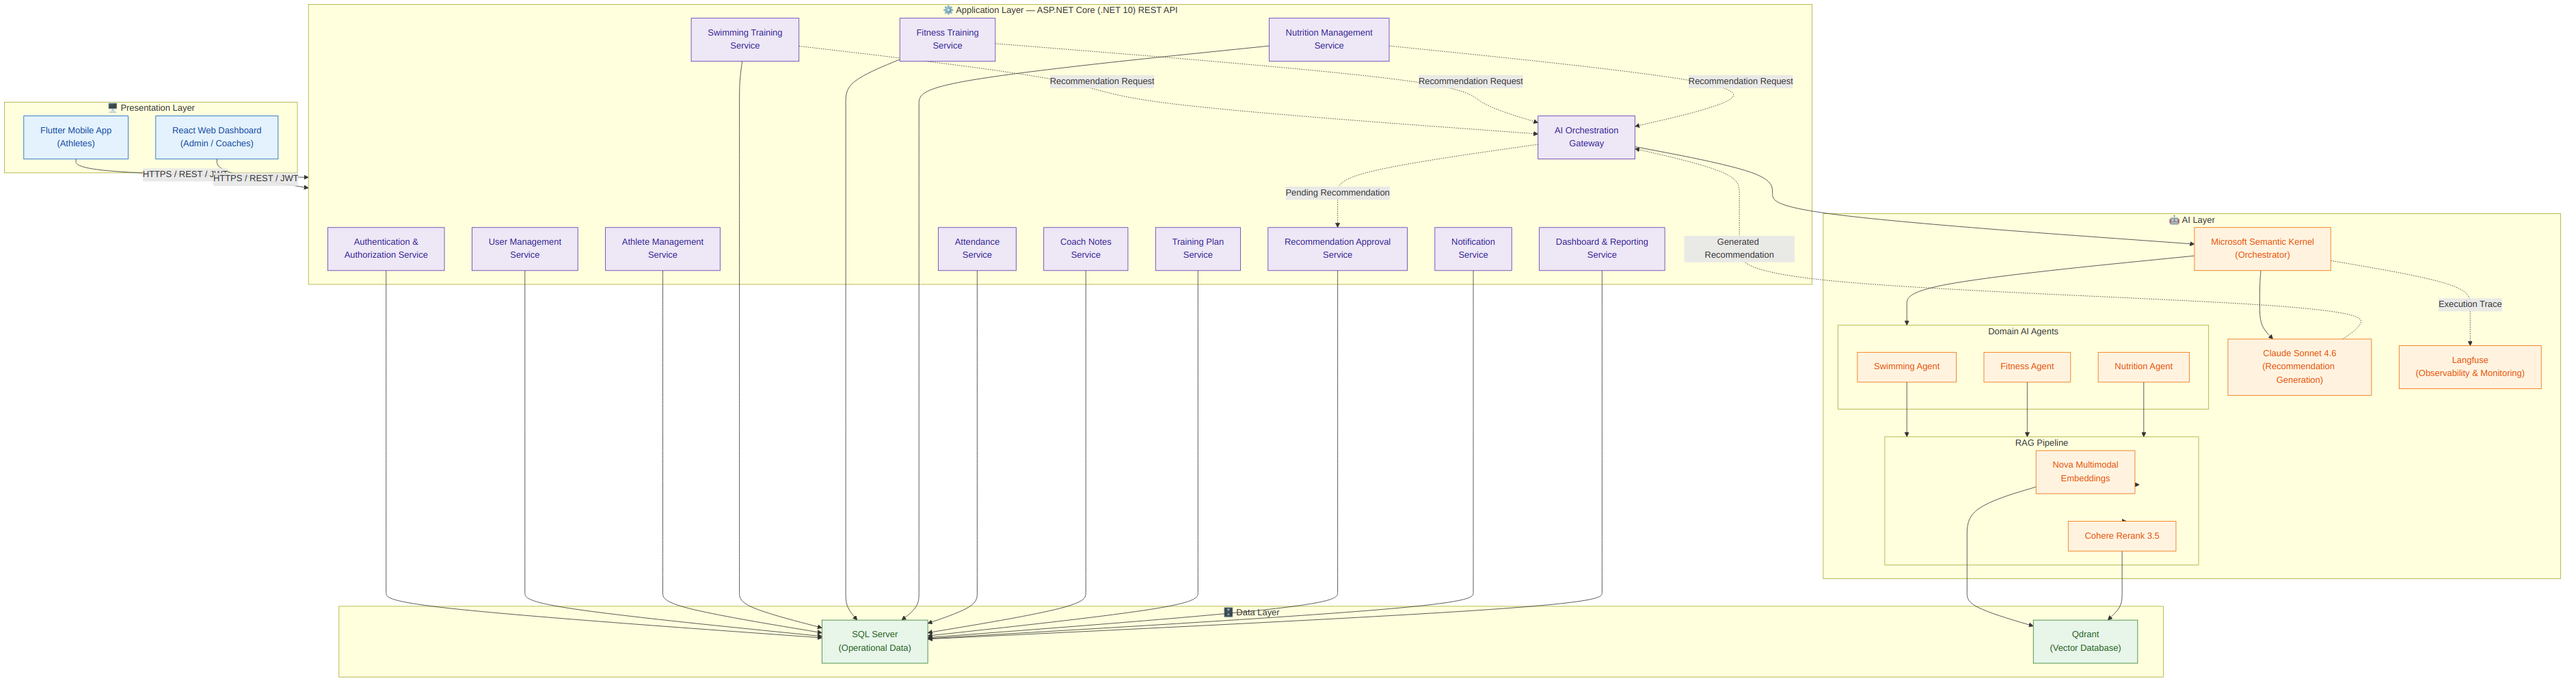 ⚙️ Application Layer — ASP.NET Core (.NET 10) REST API
Swimming Training
Service
Fitness Training
Service
Nutrition Management
Service
Recommendation Request
Recommendation Request
Recommendation Request
🖥️ Presentation Layer
Flutter Mobile App
(Athletes)
React Web Dashboard
(Admin / Coaches)
HTTPS / REST / JWT
HTTPS / REST / JWT
AI Orchestration
Gateway
Pending Recommendation
Authentication &
Authorization Service
User Management
Service
Athlete Management
Service
Attendance
Service
Coach Notes
Service
Training Plan
Service
Recommendation Approval
Service
Notification
Service
Dashboard & Reporting
Service
Generated
Recommendation
🤖 AI Layer
Microsoft Semantic Kernel
(Orchestrator)
Execution Trace
Domain AI Agents
Swimming Agent
Fitness Agent
Nutrition Agent
Claude Sonnet 4.6
(Recommendation
Generation)
Langfuse
(Observability & Monitoring)
RAG Pipeline
Nova Multimodal
Embeddings
Cohere Rerank 3.5
🗄️ Data Layer
SQL Server
(Operational Data)
Qdrant
(Vector Database)